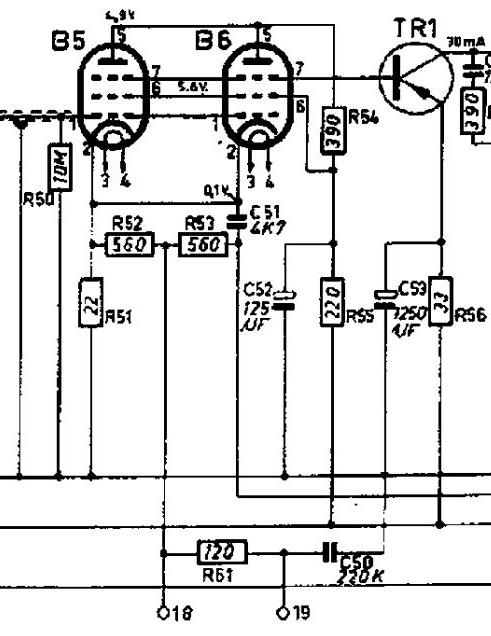 4,9V
TR1
B5
5
B6
5
70mA
7
6
5.6V
7
6
390
R54
390
1
2
2
10M
R50
3
4
3
4
0,1V
C51
4K7
R52
R53
560
560
22
R51
C52
125
µF
220
R55
C53
1250
µF
33
R56
120
R61
C50
220K
18
19